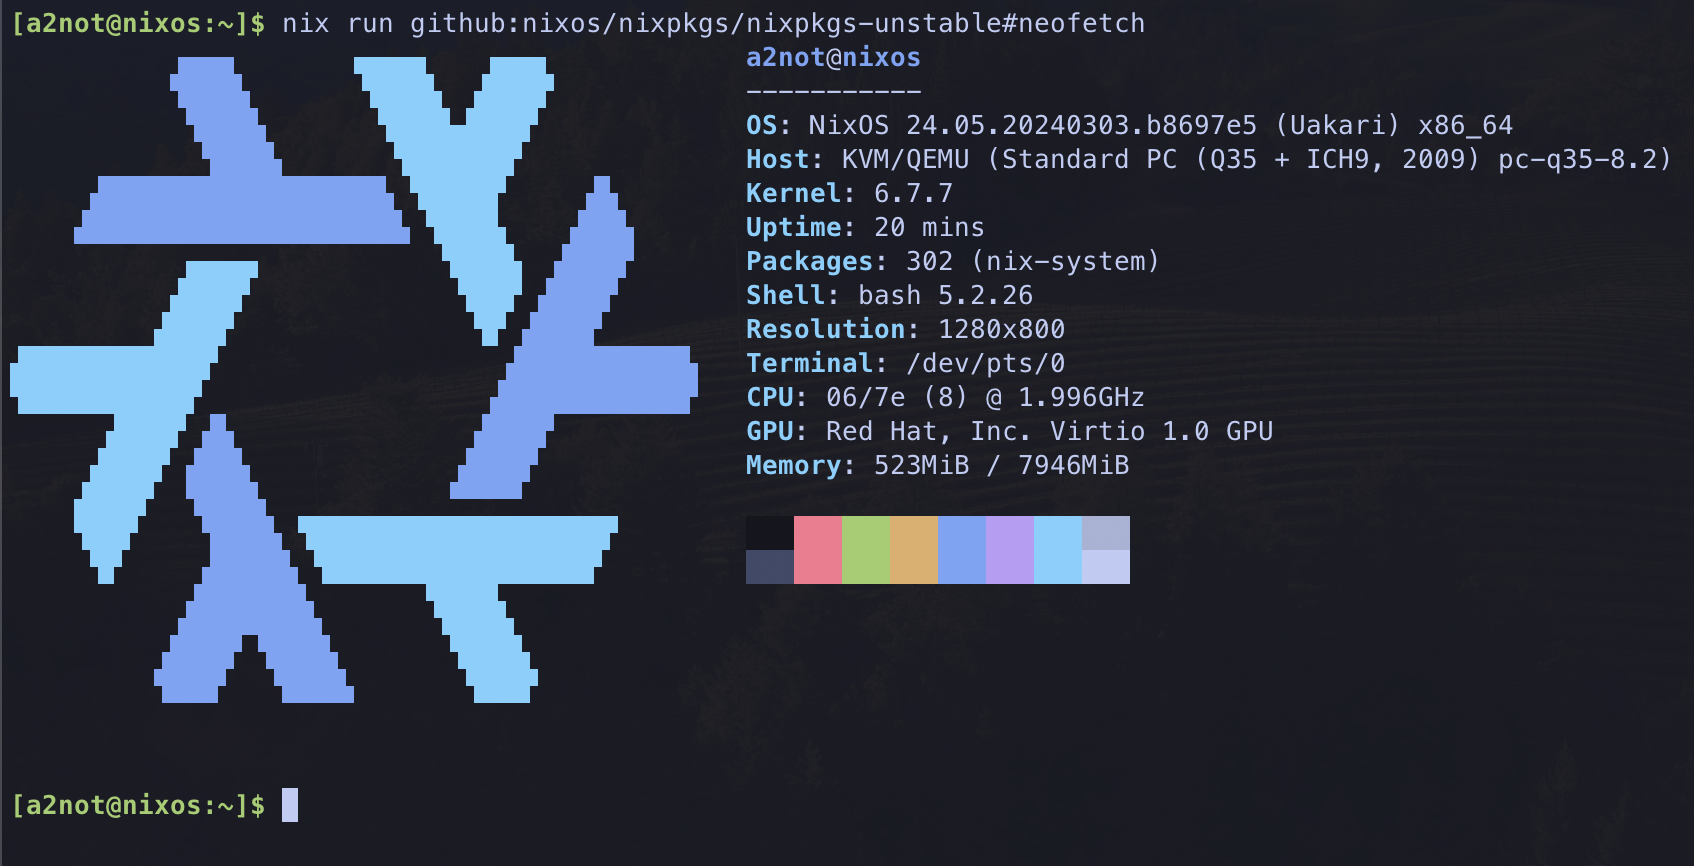 [a2not@nixos:~]$ nix run github:nixos/nixpkgs/nixpkgs-unstable#neofetch
a2not@nixos
-----------
OS: NixOS 24.05.20240303.b8697e5 (Uakari) x86_64
Host: KVM/QEMU (Standard PC (Q35 + ICH9, 2009) pc-q35-8.2)
Kernel: 6.7.7
Uptime: 20 mins
Packages: 302 (nix-system)
Shell: bash 5.2.26
Resolution: 1280x800
Terminal: /dev/pts/0
CPU: 06/7e (8) @ 1.996GHz
GPU: Red Hat, Inc. Virtio 1.0 GPU
Memory: 523MiB / 7946MiB
[a2not@nixos:~]$